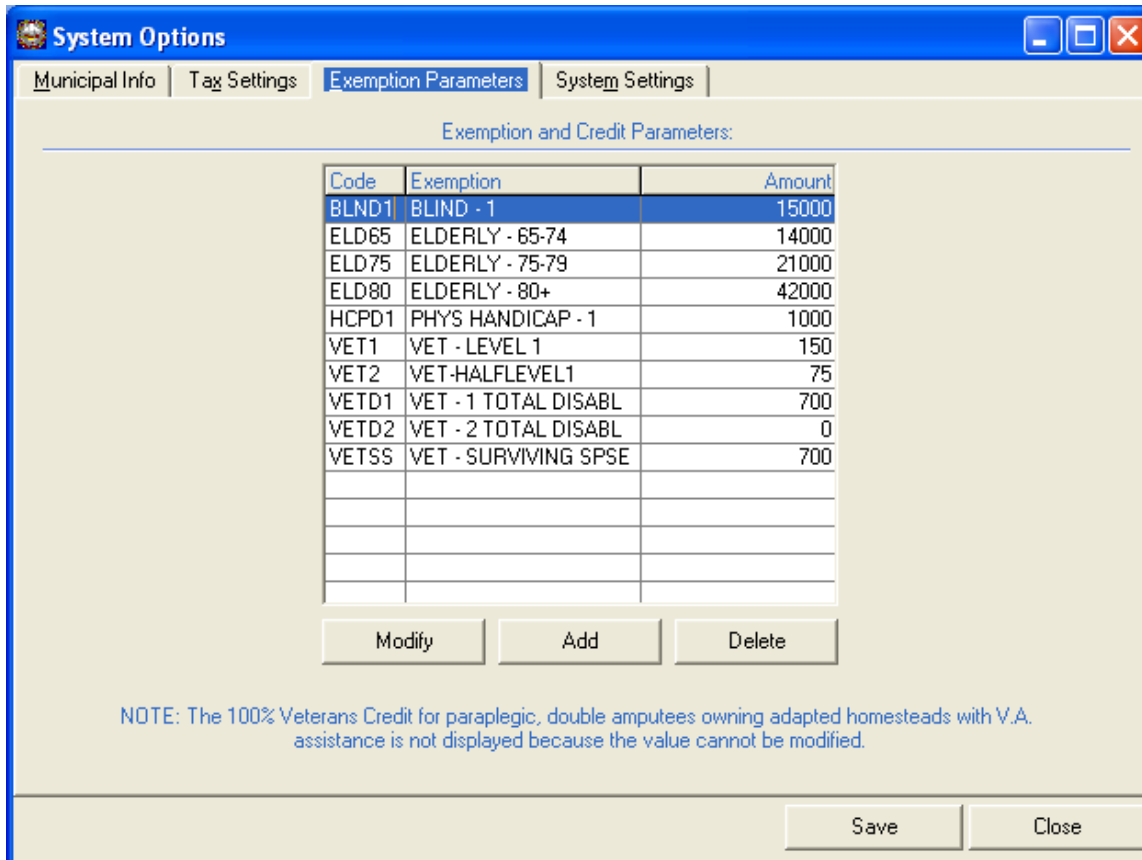 System Options
Municipal Info Tax Settings Exemption Parameters System Settings
Exemption and Credit Parameters:
Code Exemption Amount
BLND1 BLIND - 1 15000
ELD65 ELDERLY - 65-74 14000
ELD75 ELDERLY - 75-79 21000
ELD80 ELDERLY - 80+ 42000
HCPD1 PHYS HANDICAP - 1 1000
VET1 VET - LEVEL 1 150
VET2 VET-HALFLEVEL1 75
VETD1 VET - 1 TOTAL DISABL 700
VETD2 VET - 2 TOTAL DISABL 0
VETSS VET - SURVIVING SPSE 700
Modify Add Delete
NOTE: The 100% Veterans Credit for paraplegic, double amputees owning adapted homesteads with V.A.
assistance is not displayed because the value cannot be modified.
Save Close